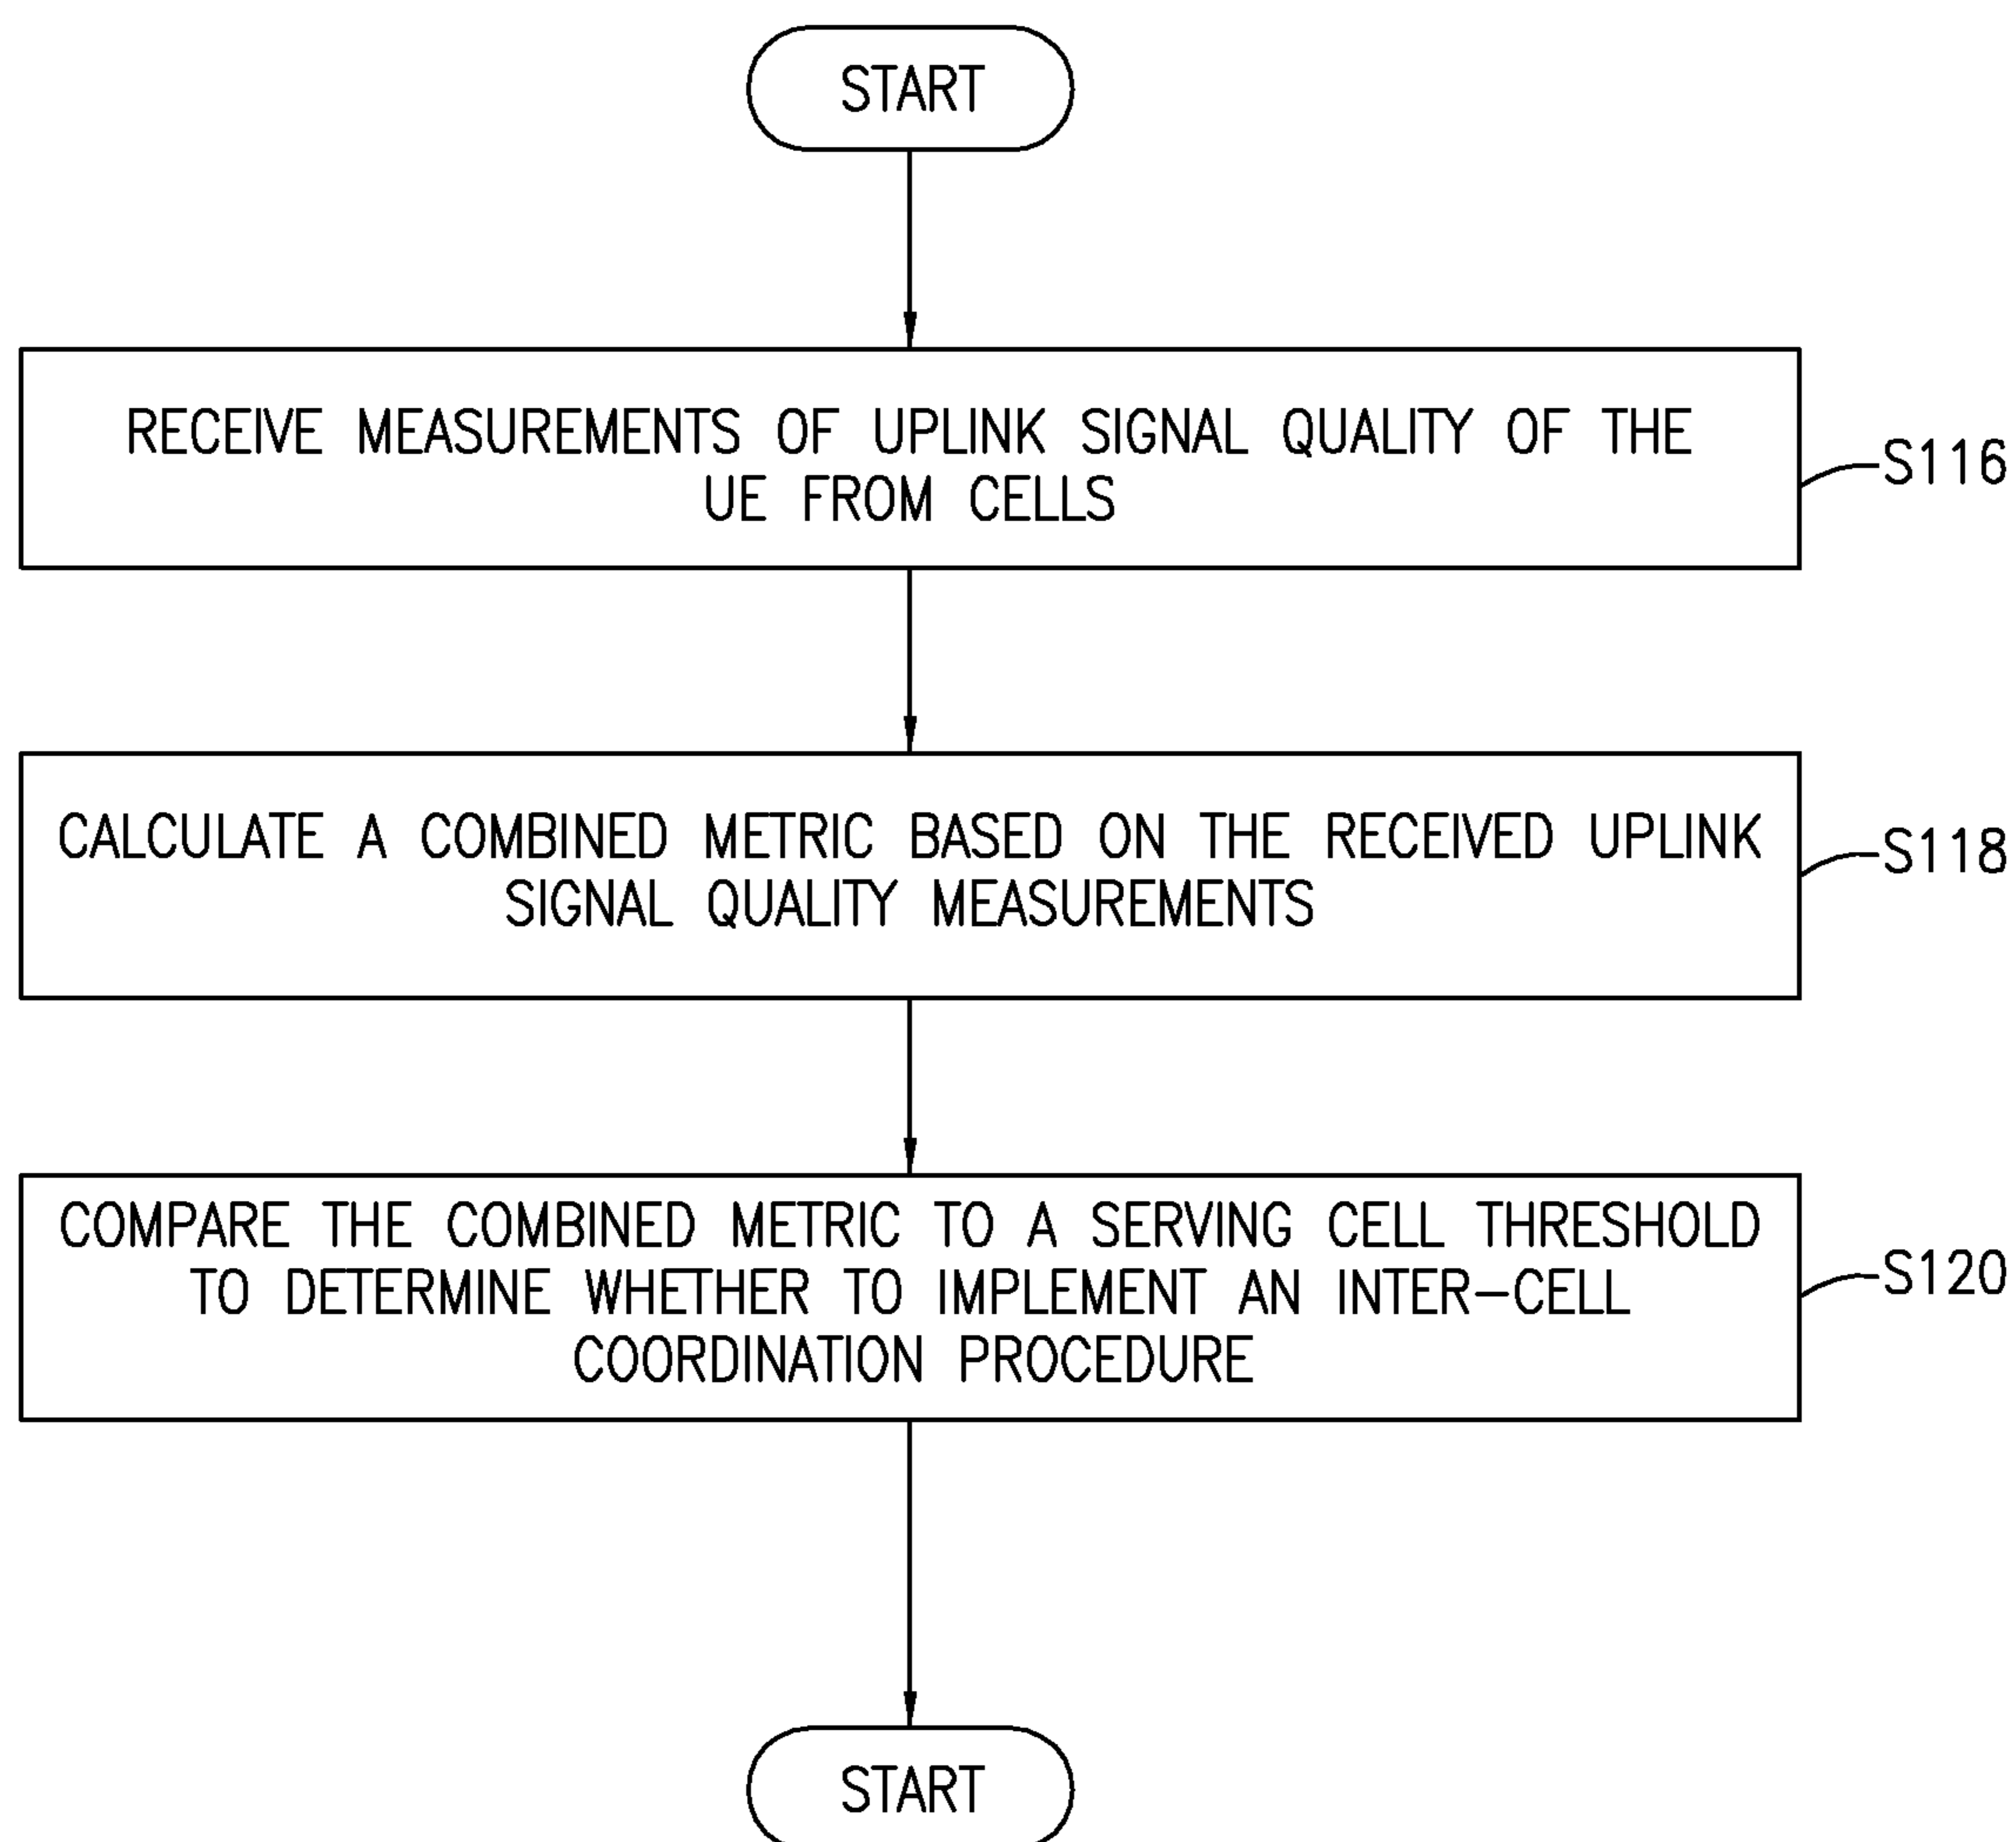 START
RECEIVE MEASUREMENTS OF UPLINK SIGNAL QUALITY OF THE
UE FROM CELLS
S116
CALCULATE A COMBINED METRIC BASED ON THE RECEIVED UPLINK
SIGNAL QUALITY MEASUREMENTS
S118
COMPARE THE COMBINED METRIC TO A SERVING CELL THRESHOLD
TO DETERMINE WHETHER TO IMPLEMENT AN INTER-CELL
COORDINATION PROCEDURE
S120
START